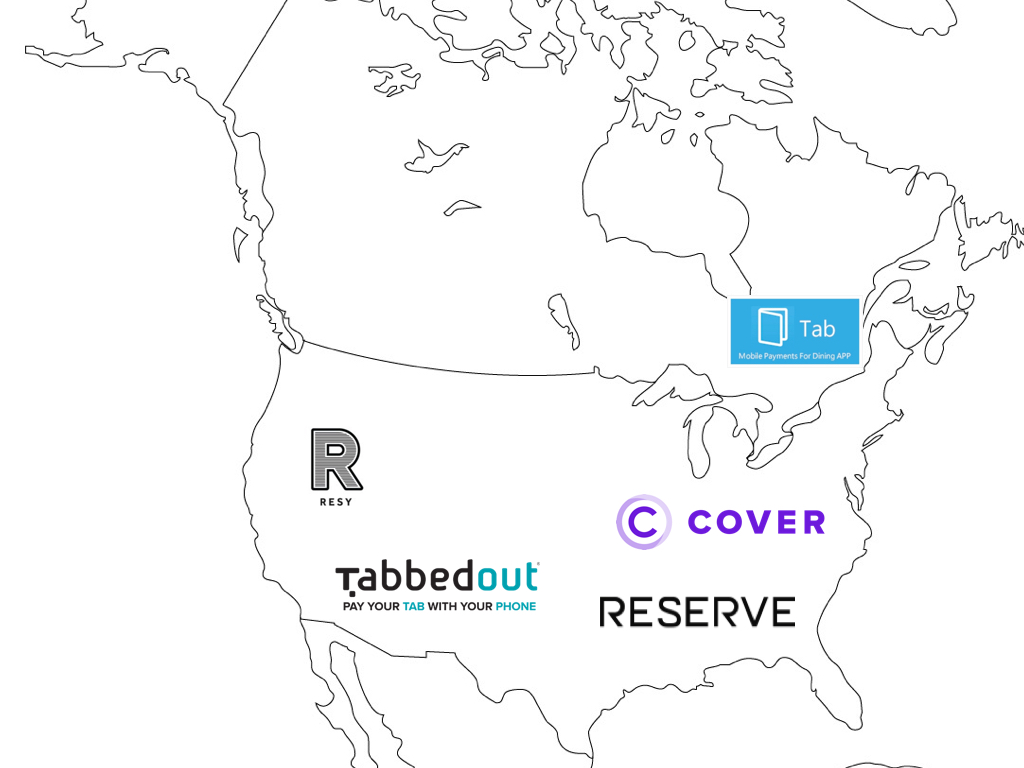 Tab
Mobile Payments For Dining APP
R
RESY
C COVER
Tabbedout
PAY YOUR TAB WITH YOUR PHONE
RESERVE